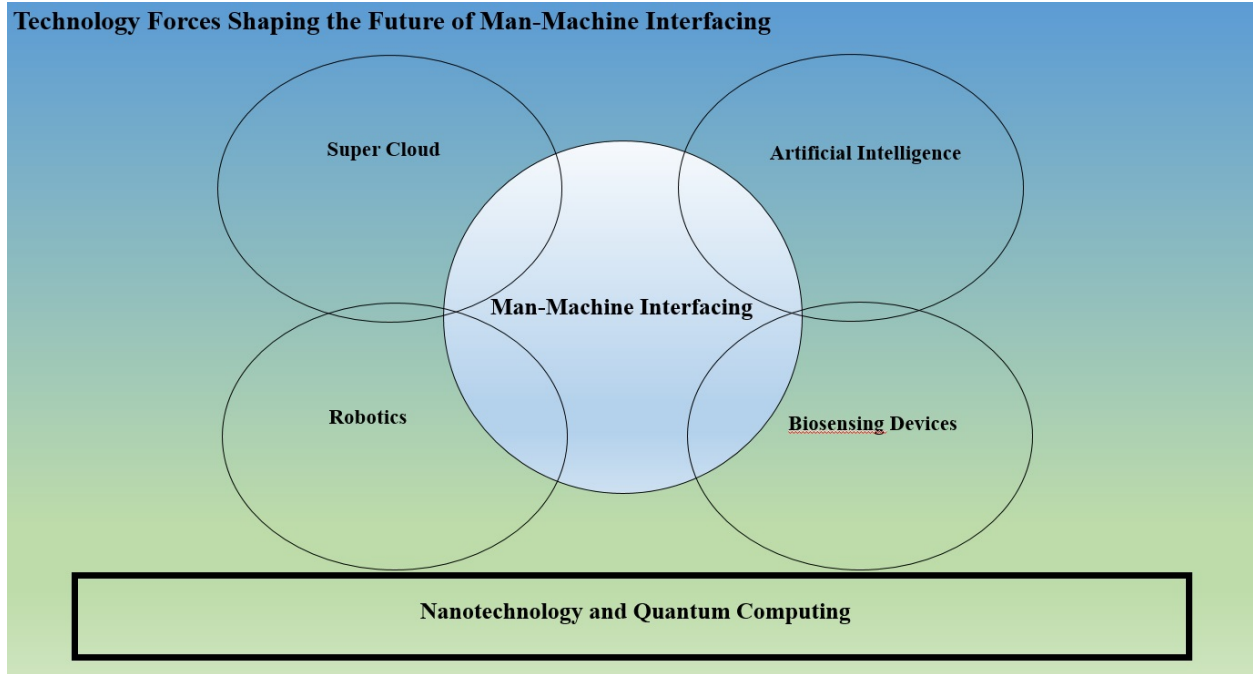 Technology Forces Shaping the Future of Man-Machine Interfacing
Super Cloud
Artificial Intelligence
Man-Machine Interfacing
Robotics
Biosensing Devices
Nanotechnology and Quantum Computing